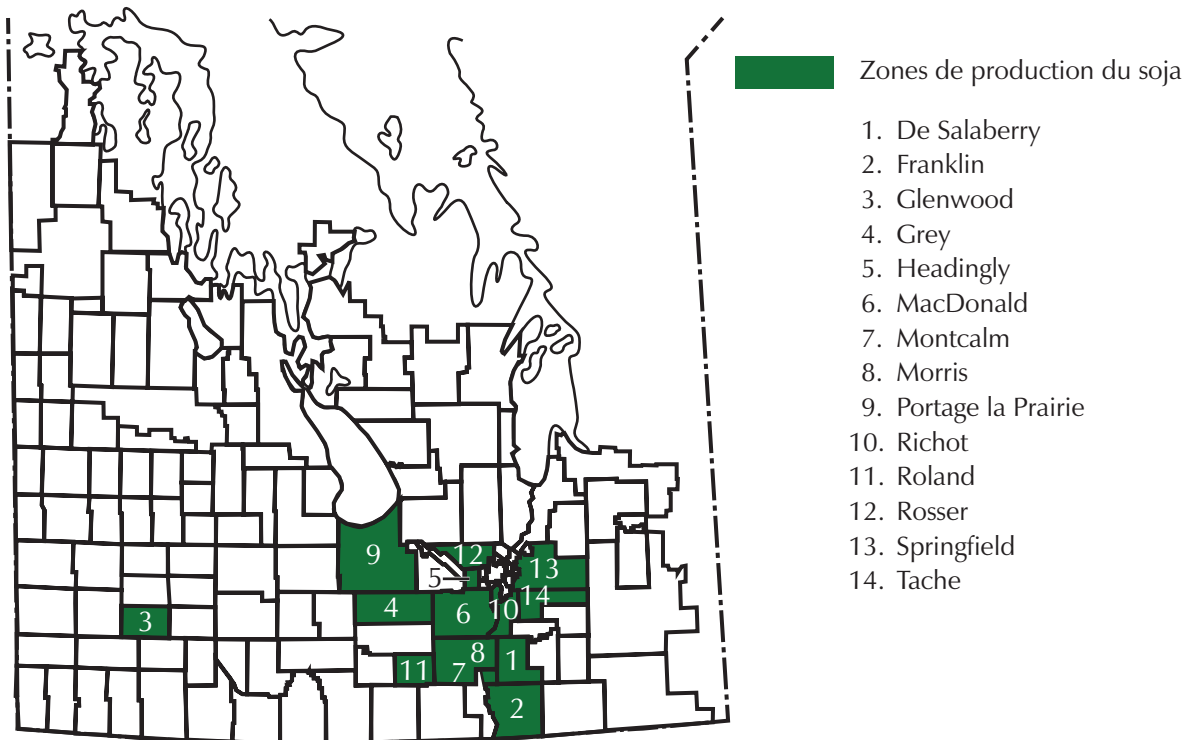 Zones de production du soja
1. De Salaberry
2. Franklin
3. Glenwood
4. Grey
5. Headingly
6. MacDonald
7. Montcalm
8. Morris
9. Portage la Prairie
10. Richot
11. Roland
12. Rosser
13. Springfield
14. Tache
9
12
13
5
14
4
6
10
3
8
1
11
7
2